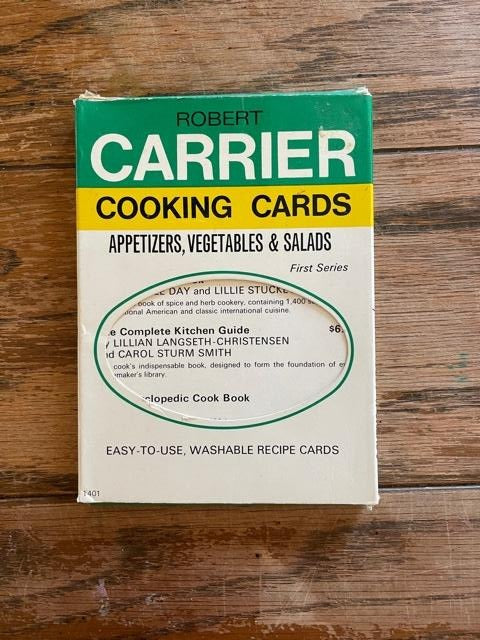 ROBERT
CARRIER
COOKING CARDS
APPETIZERS, VEGETABLES & SALADS
First Series
DAY and LILLIE STUCKE
book of spice and herb cookery, containing 1,400
American and classic international cuisine.
Complete Kitchen Guide $6.
LILLIAN LANGSETH-CHRISTENSEN
CAROL STURM SMITH
cook's indispensable book, designed to form the foundation of
library.
Cook Book
EASY-TO-USE, WASHABLE RECIPE CARDS
1401